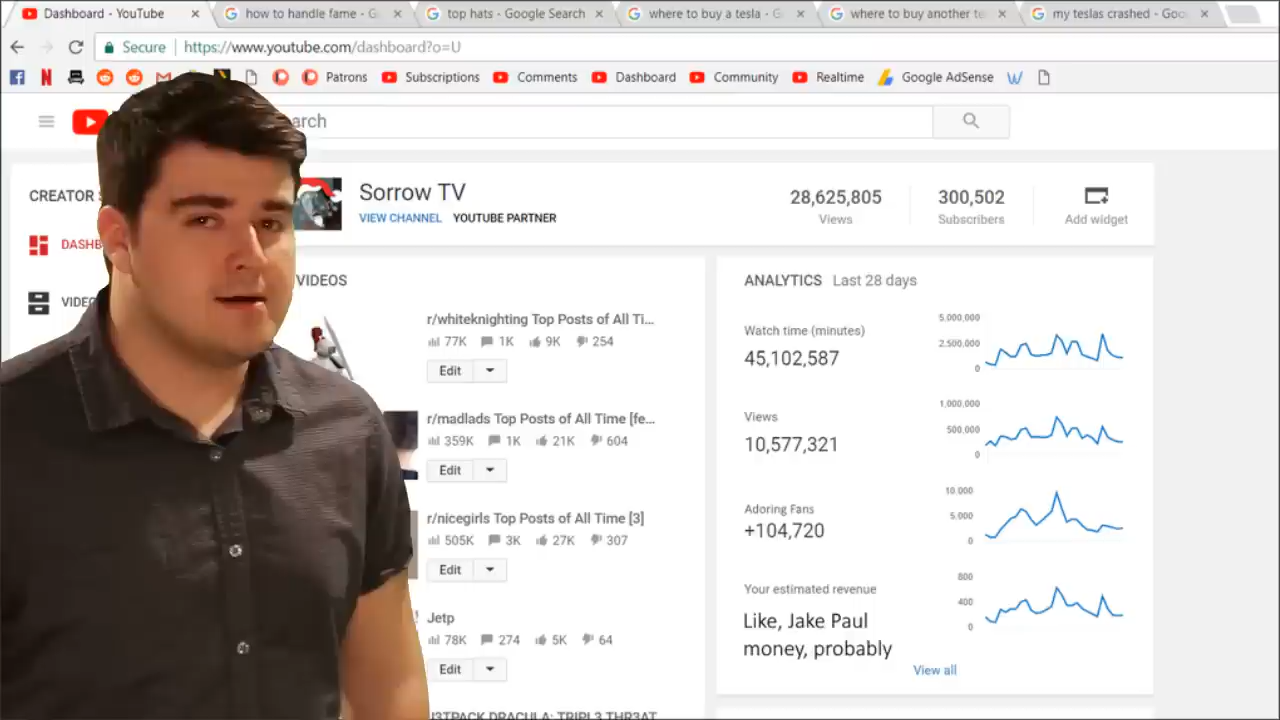 Dashboard - YouTube
how to handle fame - G
top hats - Google Search
where to buy a tesla - G
where to buy another te
my teslas crashed - Goo
Secure https://www.youtube.com/dashboard?o=U
Patrons Subscriptions Comments Dashboard Community Realtime Google AdSense
earch
CREATOR S
Sorrow TV
VIEW CHANNEL YOUTUBE PARTNER
28,625,805
Views
300,502
Subscribers
Add widget
DASHB
VIDEO
VIDEOS
r/whiteknighting Top Posts of All Ti...
77K 1K 9K 254
Edit
r/madlads Top Posts of All Time [fe...
359K 1K 21K 604
Edit
r/nicegirls Top Posts of All Time [3]
505K 3K 27K 307
Edit
Jetp
78K 274 5K 64
Edit
J3TPACK DRACULA: TRIPL3 THR3AT
ANALYTICS Last 28 days
Watch time (minutes)
45,102,587
5,000,000
2,500,000
0
Views
10,577,321
1,000,000
500,000
0
Adoring Fans
+104,720
10,000
5,000
0
Your estimated revenue
Like, Jake Paul
money, probably
800
400
0
View all